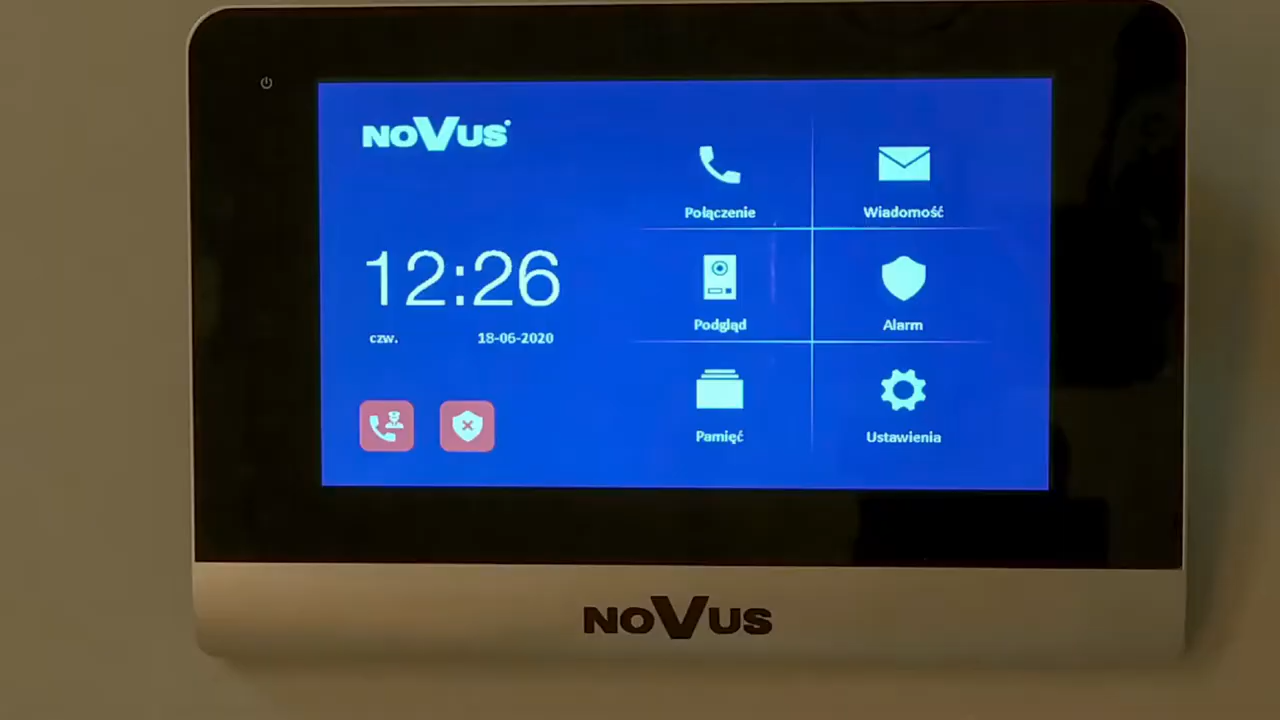 NOVUS
12:26
czw. 18-06-2020
Połączenie
Wiadomość
Podgląd
Alarm
Pamięć
Ustawienia
NOVUS